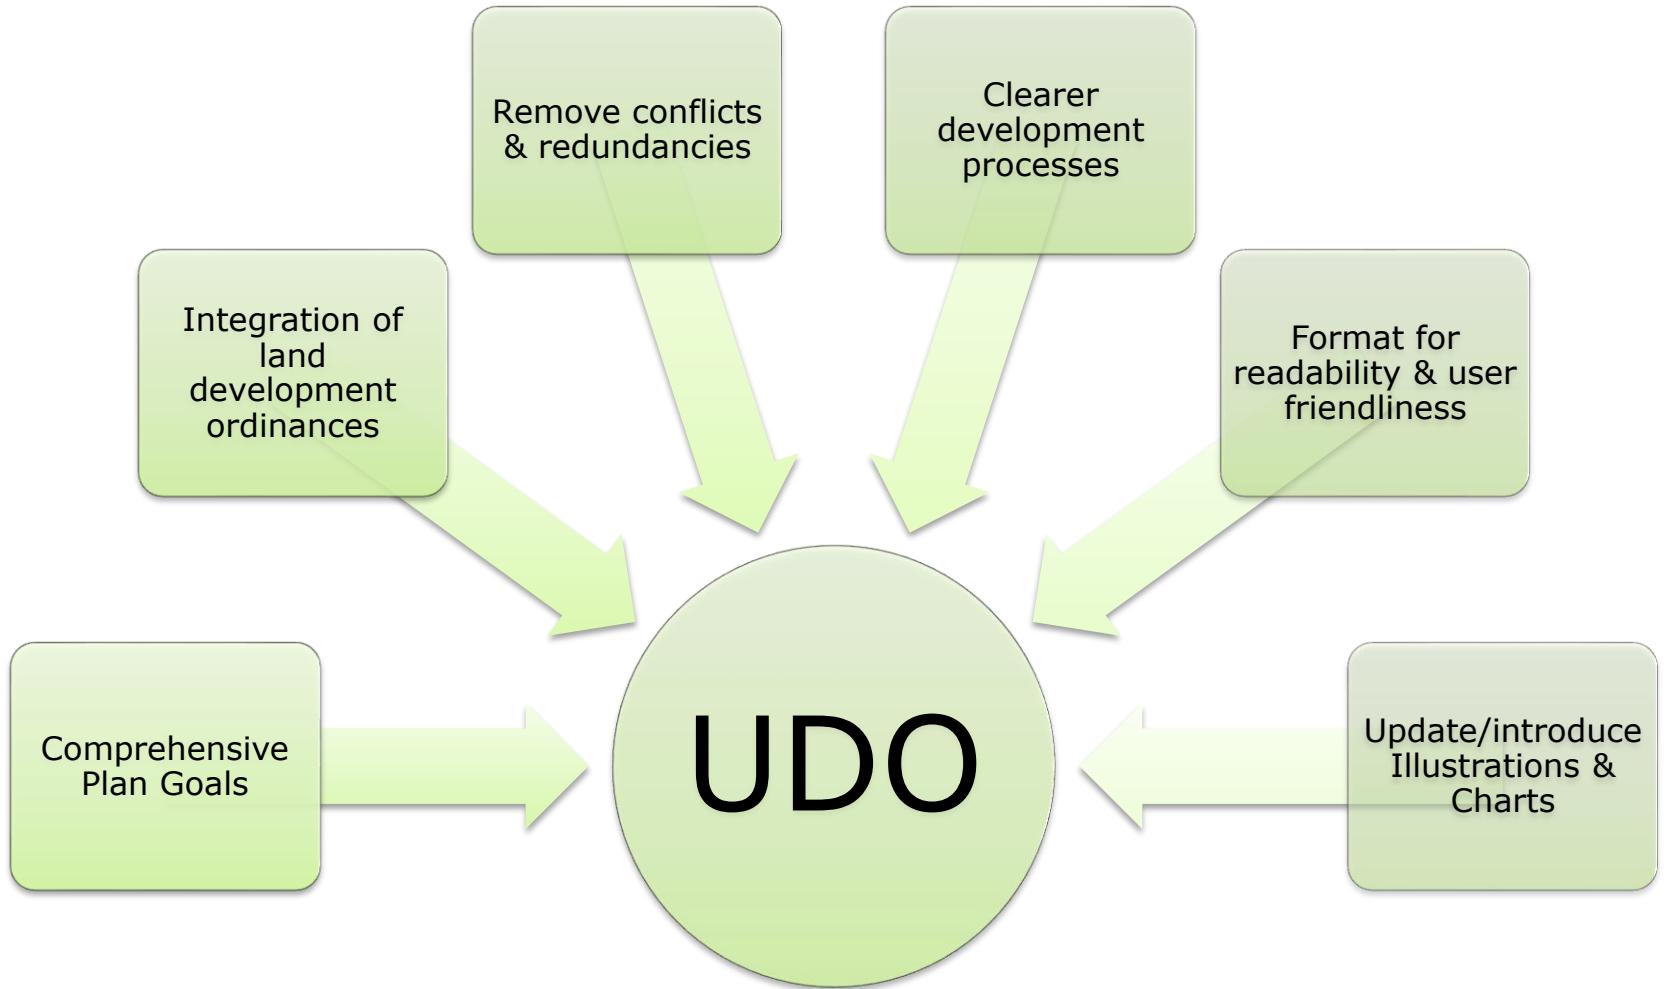 Remove conflicts
& redundancies
Clearer
development
processes
Integration of
land
development
ordinances
Format for
readability & user
friendliness
Comprehensive
Plan Goals
UDO
Update/introduce
Illustrations &
Charts